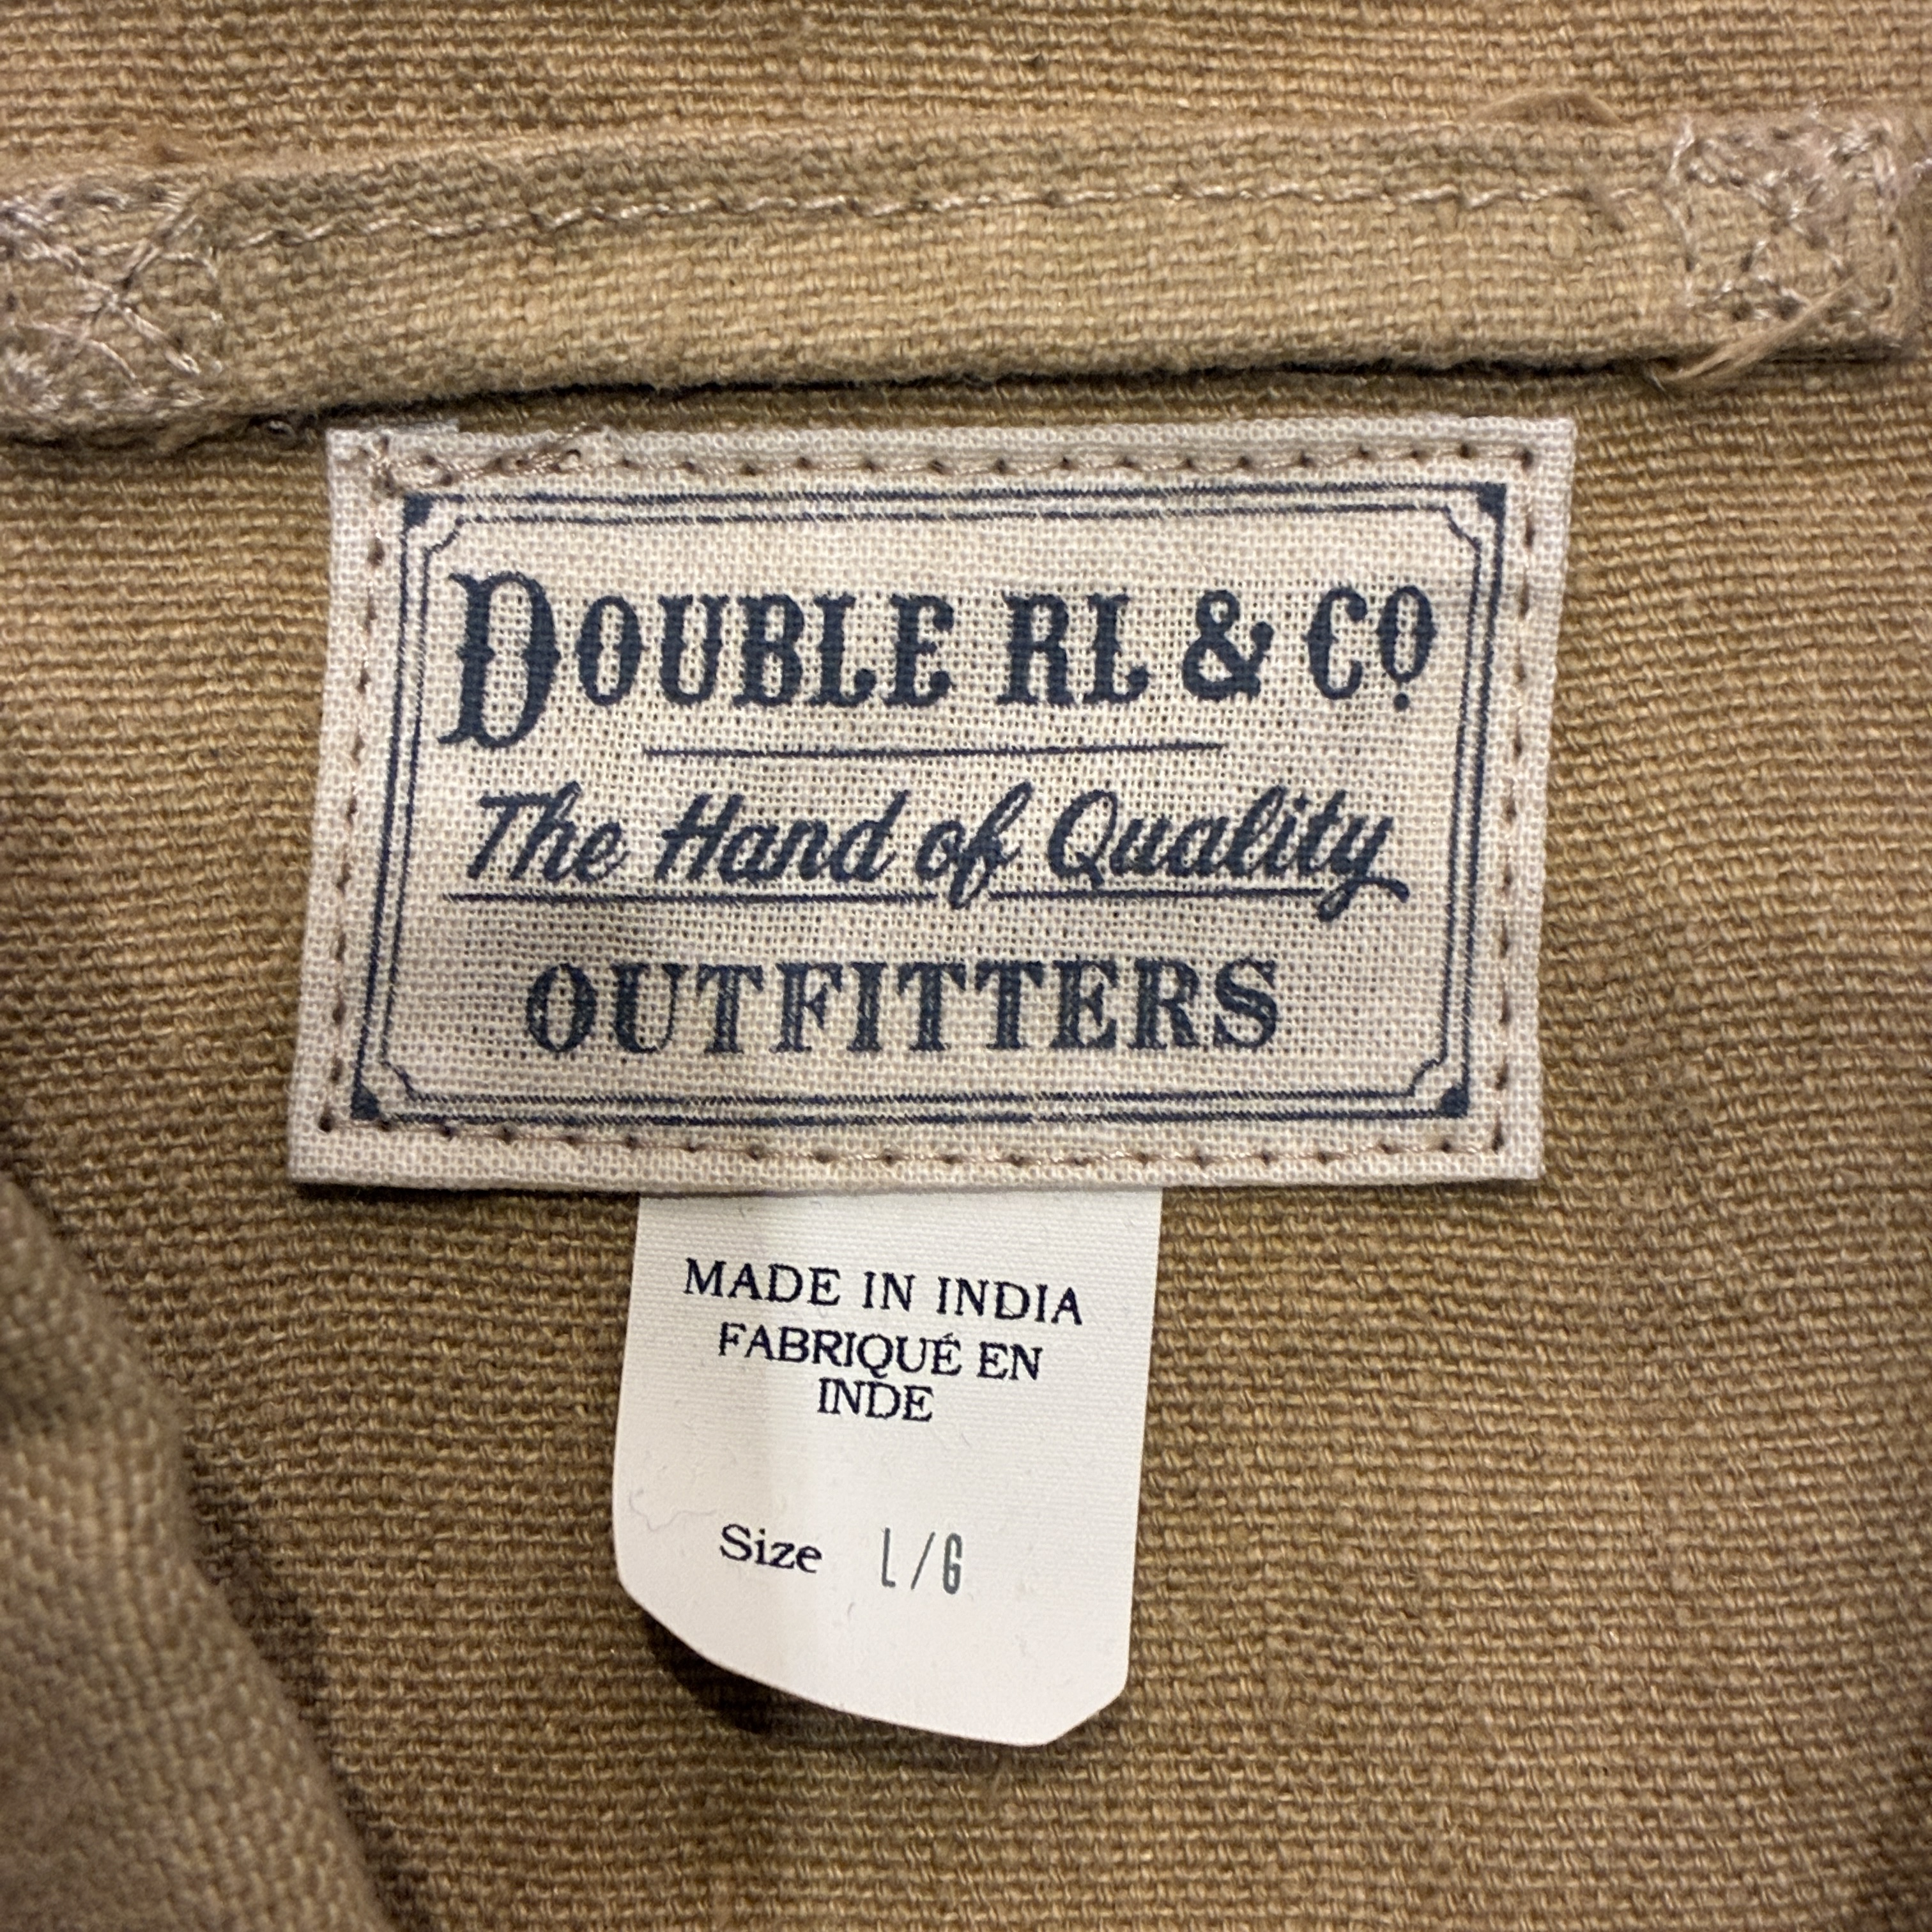 DOUBLE RL & CO.
The Hand of Quality
OUTFITTERS
MADE IN INDIA
FABRIQUÉ EN
INDE
Size L/G